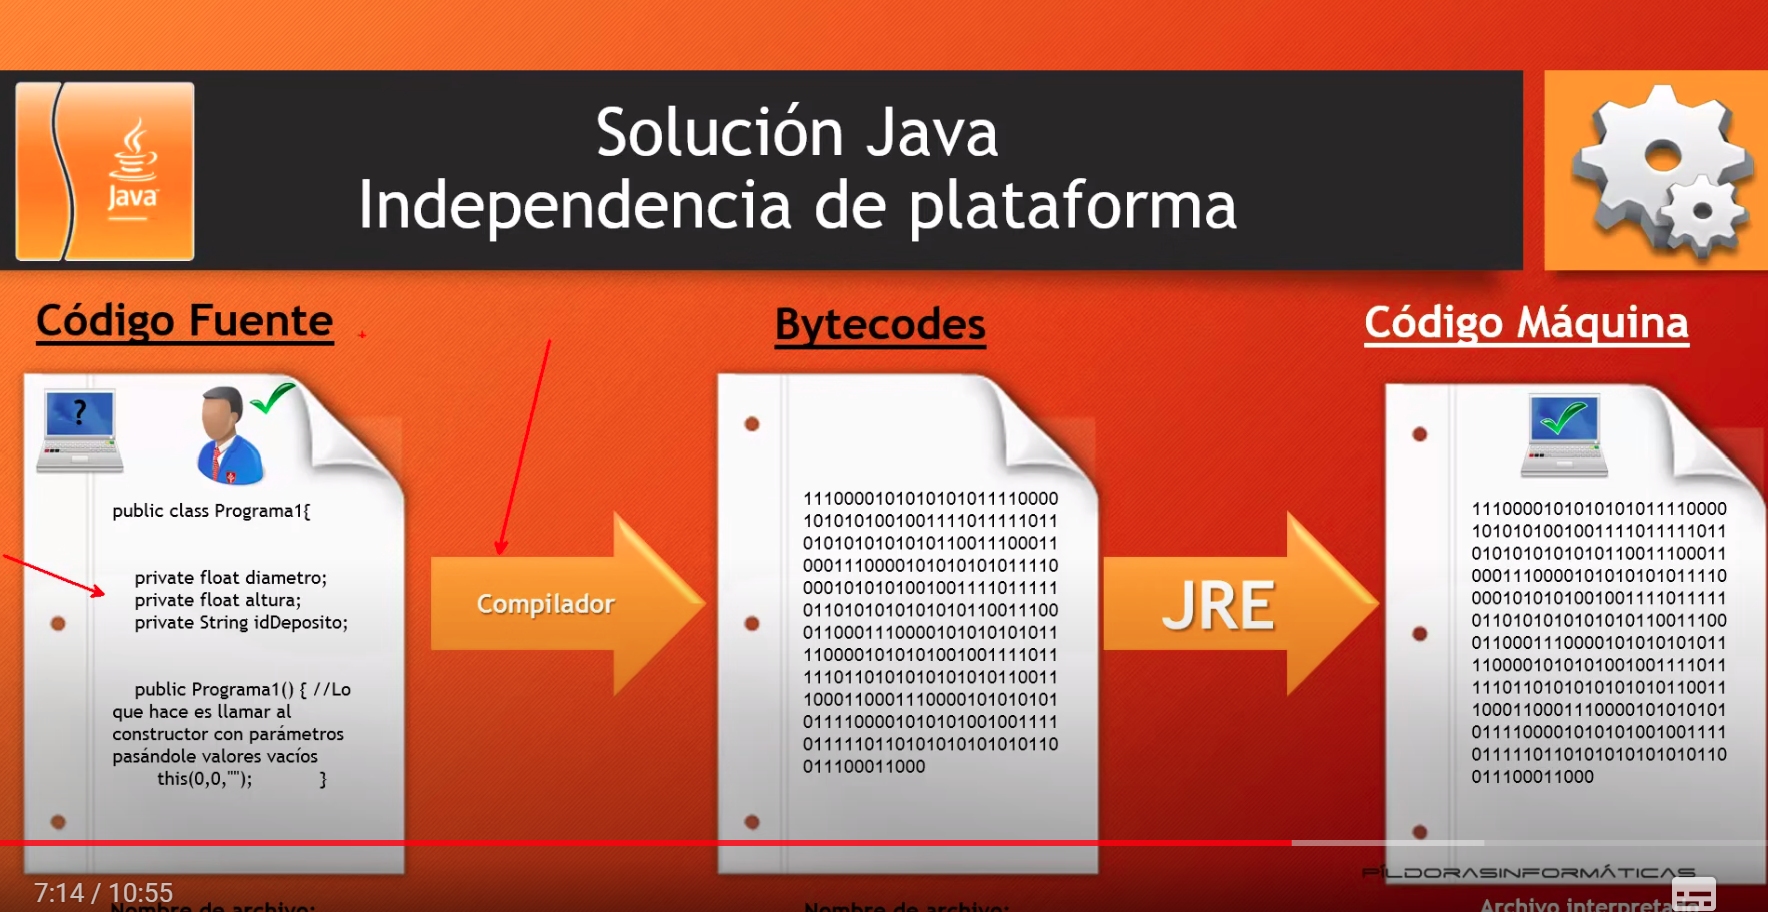 Solución Java
Independencia de plataforma
Java
Código Fuente
Bytecodes
Código Máquina
?
public class Programa1{
private float diametro;
private float altura;
private String idDeposito;
public Programa1() { //Lo
que hace es llamar al
constructor con parámetros
pasándole valores vacíos
this(0,0,""); }
Compilador
1110000101010101011110000
1010101001001111011111011
0101010101010110011100011
0001110000101010101011110
0001010101001001111011111
0110101010101010110011100
0110001110000101010101011
1100001010101001001111011
1110110101010101010110011
1000110001110000101010101
0111100001010101001001111
0111110110101010101010110
011100011000
JRE
1110000101010101011110000
1010101001001111011111011
0101010101010110011100011
0001110000101010101011110
0001010101001001111011111
0110101010101010110011100
0110001110000101010101011
1100001010101001001111011
1110110101010101010110011
1000110001110000101010101
0111100001010101001001111
0111110110101010101010110
011100011000
PÍLDORASINFORMÁTICAS
7:14 / 10:55
Nombre de archivo:
Nombre de archivo:
Archivo